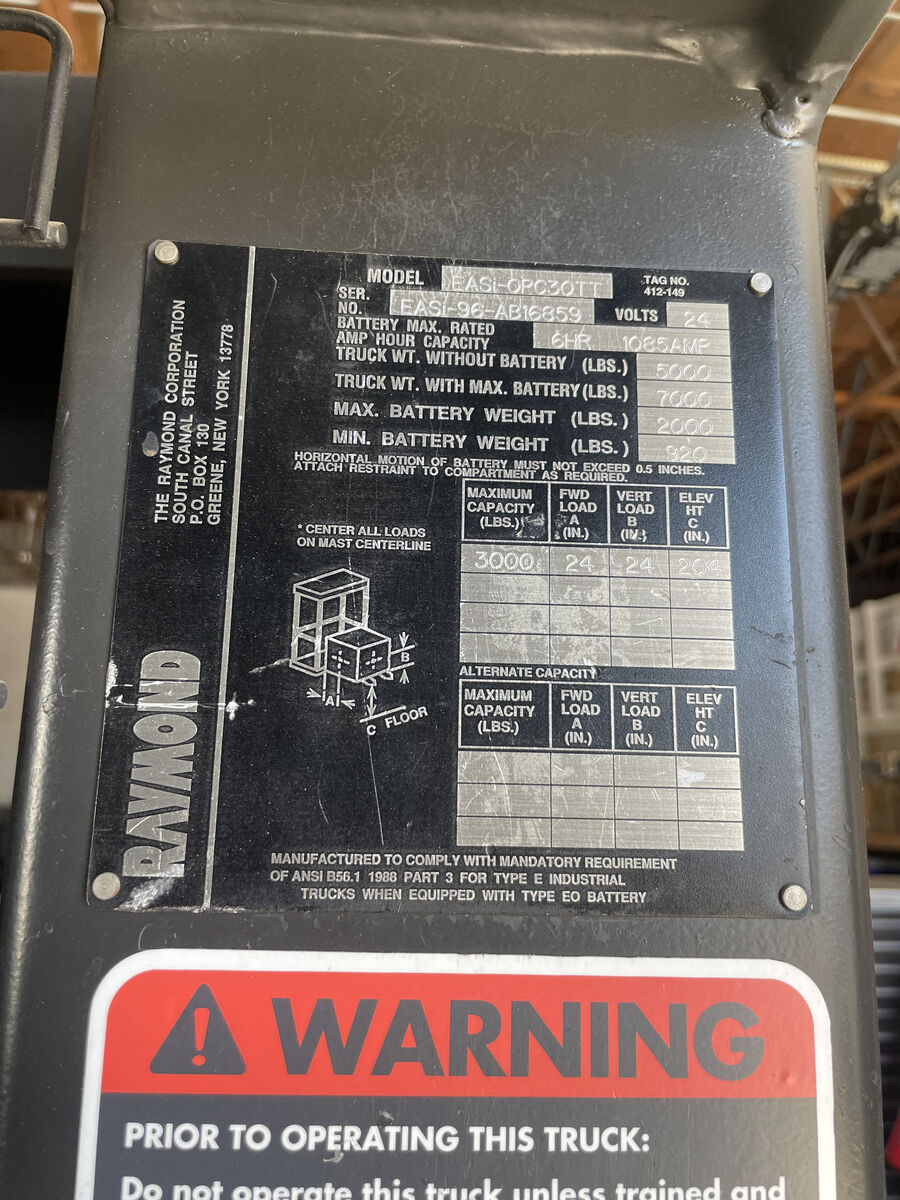 THE RAYMOND CORPORATION
SOUTH CANAL STREET
P.O. BOX 130
GREENE, NEW YORK 13778
RAYMOND
MODEL EASi-OPC30TT
TAG NO.
412-149
SER.
NO. EASi-96-AB16859
VOLTS 24
BATTERY MAX. RATED
AMP HOUR CAPACITY 6HR. 1085AMP
TRUCK WT. WITHOUT BATTERY (LBS.) 5000
TRUCK WT. WITH MAX. BATTERY (LBS.) 7000
MAX. BATTERY WEIGHT (LBS.) 2000
MIN. BATTERY WEIGHT (LBS.) 920
HORIZONTAL MOTION OF BATTERY MUST NOT EXCEED 0.5 INCHES.
ATTACH RESTRAINT TO COMPARTMENT AS REQUIRED.
* CENTER ALL LOADS
ON MAST CENTERLINE
B
A
C FLOOR
MAXIMUM CAPACITY (LBS.) FWD LOAD A (IN.) VERT LOAD B (IN.) ELEV HT C (IN.)
3000 24 24 204
ALTERNATE CAPACITY
MAXIMUM CAPACITY (LBS.) FWD LOAD A (IN.) VERT LOAD B (IN.) ELEV HT C (IN.)
MANUFACTURED TO COMPLY WITH MANDATORY REQUIREMENT
OF ANSI B56.1 1988 PART 3 FOR TYPE E INDUSTRIAL
TRUCKS WHEN EQUIPPED WITH TYPE EO BATTERY
WARNING
PRIOR TO OPERATING THIS TRUCK:
Do not operate this truck unless trained and